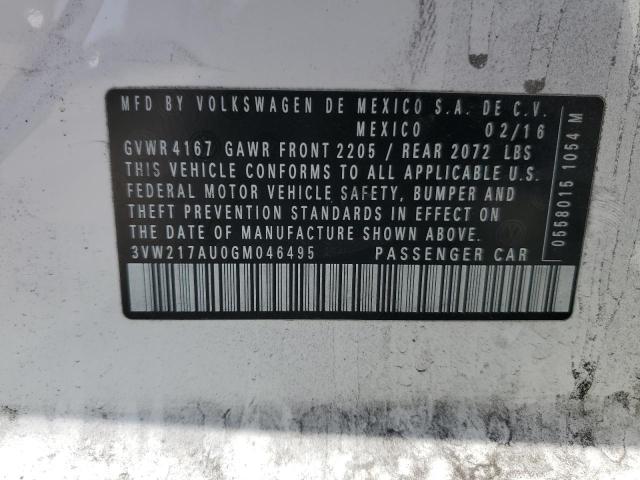 MFD BY VOLKSWAGEN DE MEXICO S.A. DE C.V.
MEXICO 02/16
GVWR 4167 GAWR FRONT 2205 / REAR 2072 LBS
THIS VEHICLE CONFORMS TO ALL APPLICABLE U.S.
FEDERAL MOTOR VEHICLE SAFETY, BUMPER AND
THEFT PREVENTION STANDARDS IN EFFECT ON
THE DATE OF MANUFACTURE SHOWN ABOVE.
3VW217AU0GM046495 PASSENGER CAR
0558015 1054 M